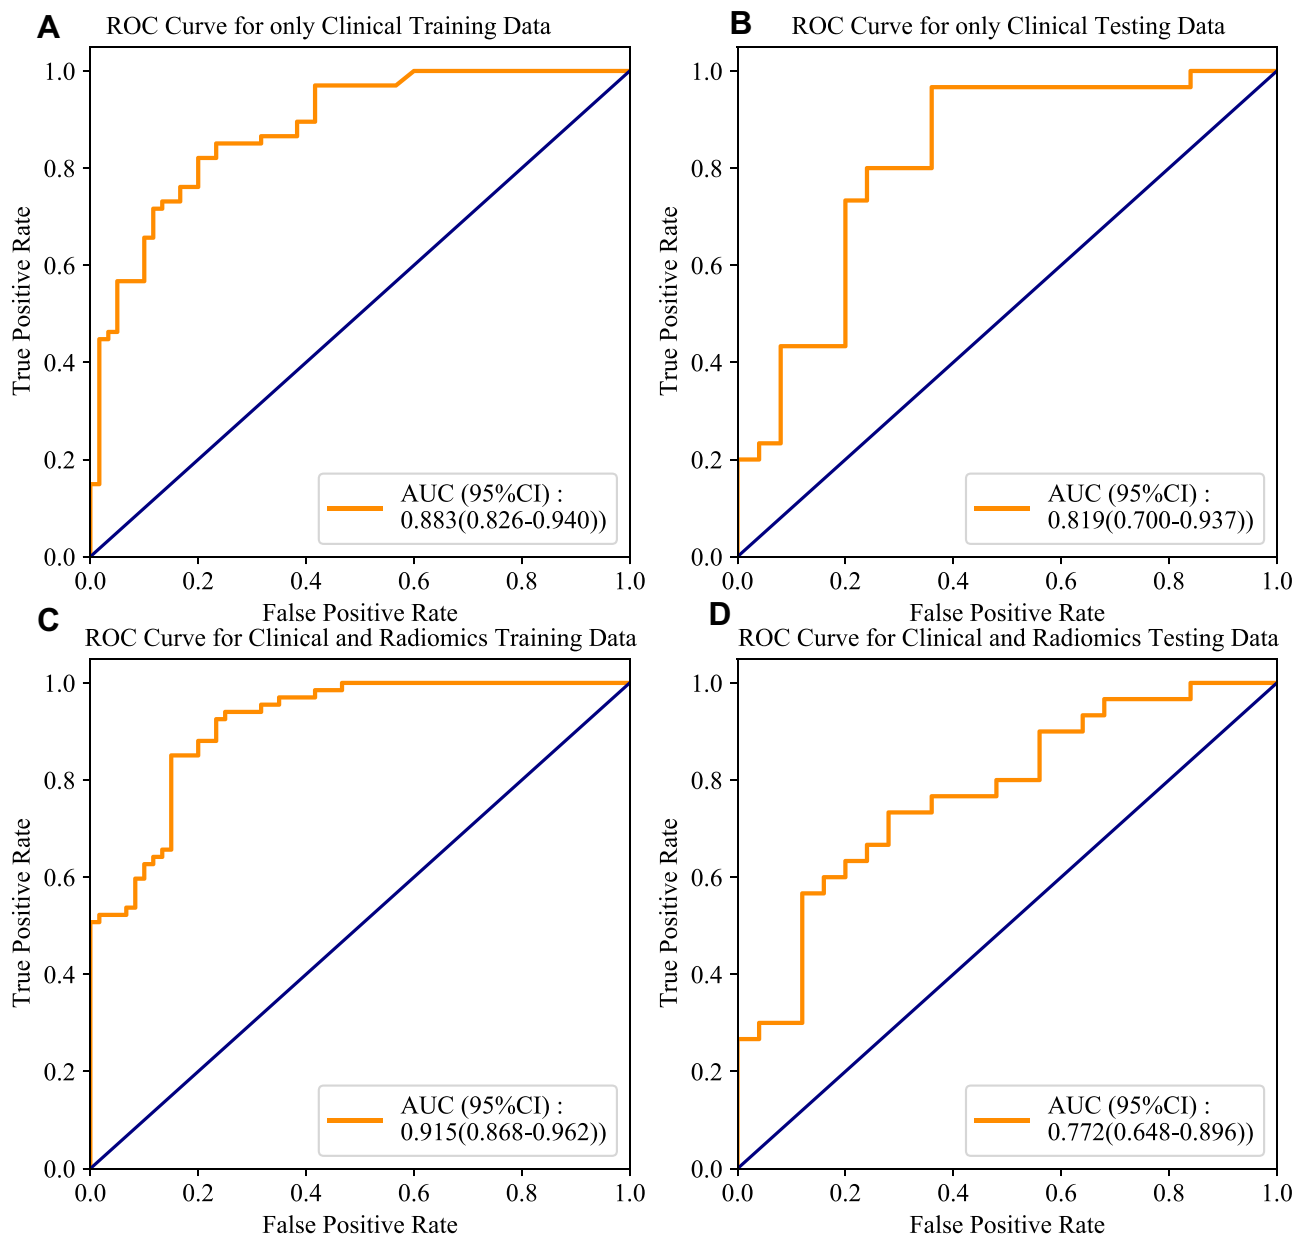 A
ROC Curve for only Clinical Training Data
1.0
0.8
0.6
0.4
0.2
0.0
True Positive Rate
AUC (95%CI) :
0.883(0.826-0.940))
0.0 0.2 0.4 0.6 0.8 1.0
False Positive Rate
B
ROC Curve for only Clinical Testing Data
1.0
0.8
0.6
0.4
0.2
0.0
True Positive Rate
AUC (95%CI) :
0.819(0.700-0.937))
0.0 0.2 0.4 0.6 0.8 1.0
False Positive Rate
C
ROC Curve for Clinical and Radiomics Training Data
1.0
0.8
0.6
0.4
0.2
0.0
True Positive Rate
AUC (95%CI) :
0.915(0.868-0.962))
0.0 0.2 0.4 0.6 0.8 1.0
False Positive Rate
D
ROC Curve for Clinical and Radiomics Testing Data
1.0
0.8
0.6
0.4
0.2
0.0
True Positive Rate
AUC (95%CI) :
0.772(0.648-0.896))
0.0 0.2 0.4 0.6 0.8 1.0
False Positive Rate